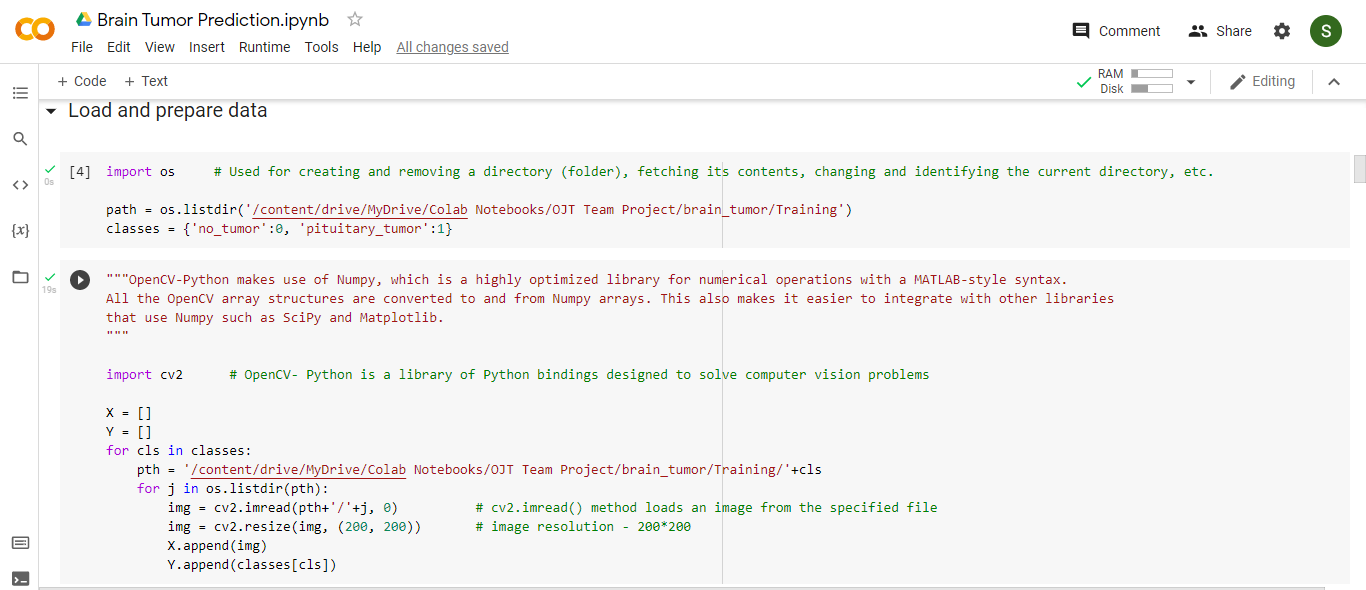 Brain Tumor Prediction.ipynb
File Edit View Insert Runtime Tools Help All changes saved
Comment Share S
+ Code + Text
RAM
Disk
Editing
Load and prepare data
0s
[4] import os # Used for creating and removing a directory (folder), fetching its contents, changing and identifying the current directory, etc.
path = os.listdir('/content/drive/MyDrive/Colab Notebooks/OJT Team Project/brain_tumor/Training')
classes = {'no_tumor':0, 'pituitary_tumor':1}
19s
"""OpenCV-Python makes use of Numpy, which is a highly optimized library for numerical operations with a MATLAB-style syntax.
All the OpenCV array structures are converted to and from Numpy arrays. This also makes it easier to integrate with other libraries
that use Numpy such as SciPy and Matplotlib.
"""
import cv2 # OpenCV- Python is a library of Python bindings designed to solve computer vision problems
X = []
Y = []
for cls in classes:
    pth = '/content/drive/MyDrive/Colab Notebooks/OJT Team Project/brain_tumor/Training/'+cls
    for j in os.listdir(pth):
        img = cv2.imread(pth+'/'+j, 0) # cv2.imread() method loads an image from the specified file
        img = cv2.resize(img, (200, 200)) # image resolution - 200*200
        X.append(img)
        Y.append(classes[cls])
{x}